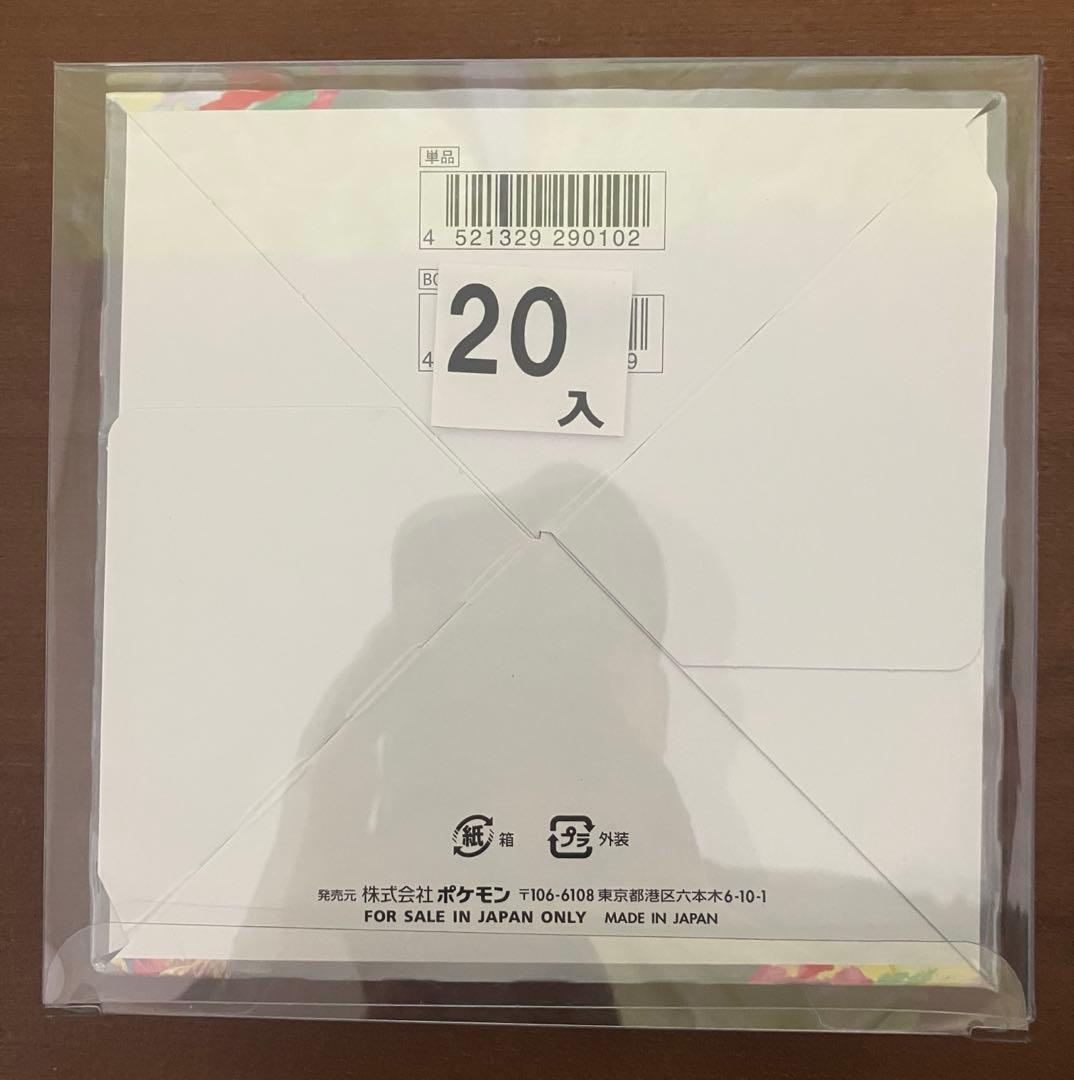 単品
4 521329 290102
20
入
4
9
紙 箱 プラ 外装
発売元 株式会社ポケモン 〒106-6108 東京都港区六本木6-10-1
FOR SALE IN JAPAN ONLY MADE IN JAPAN